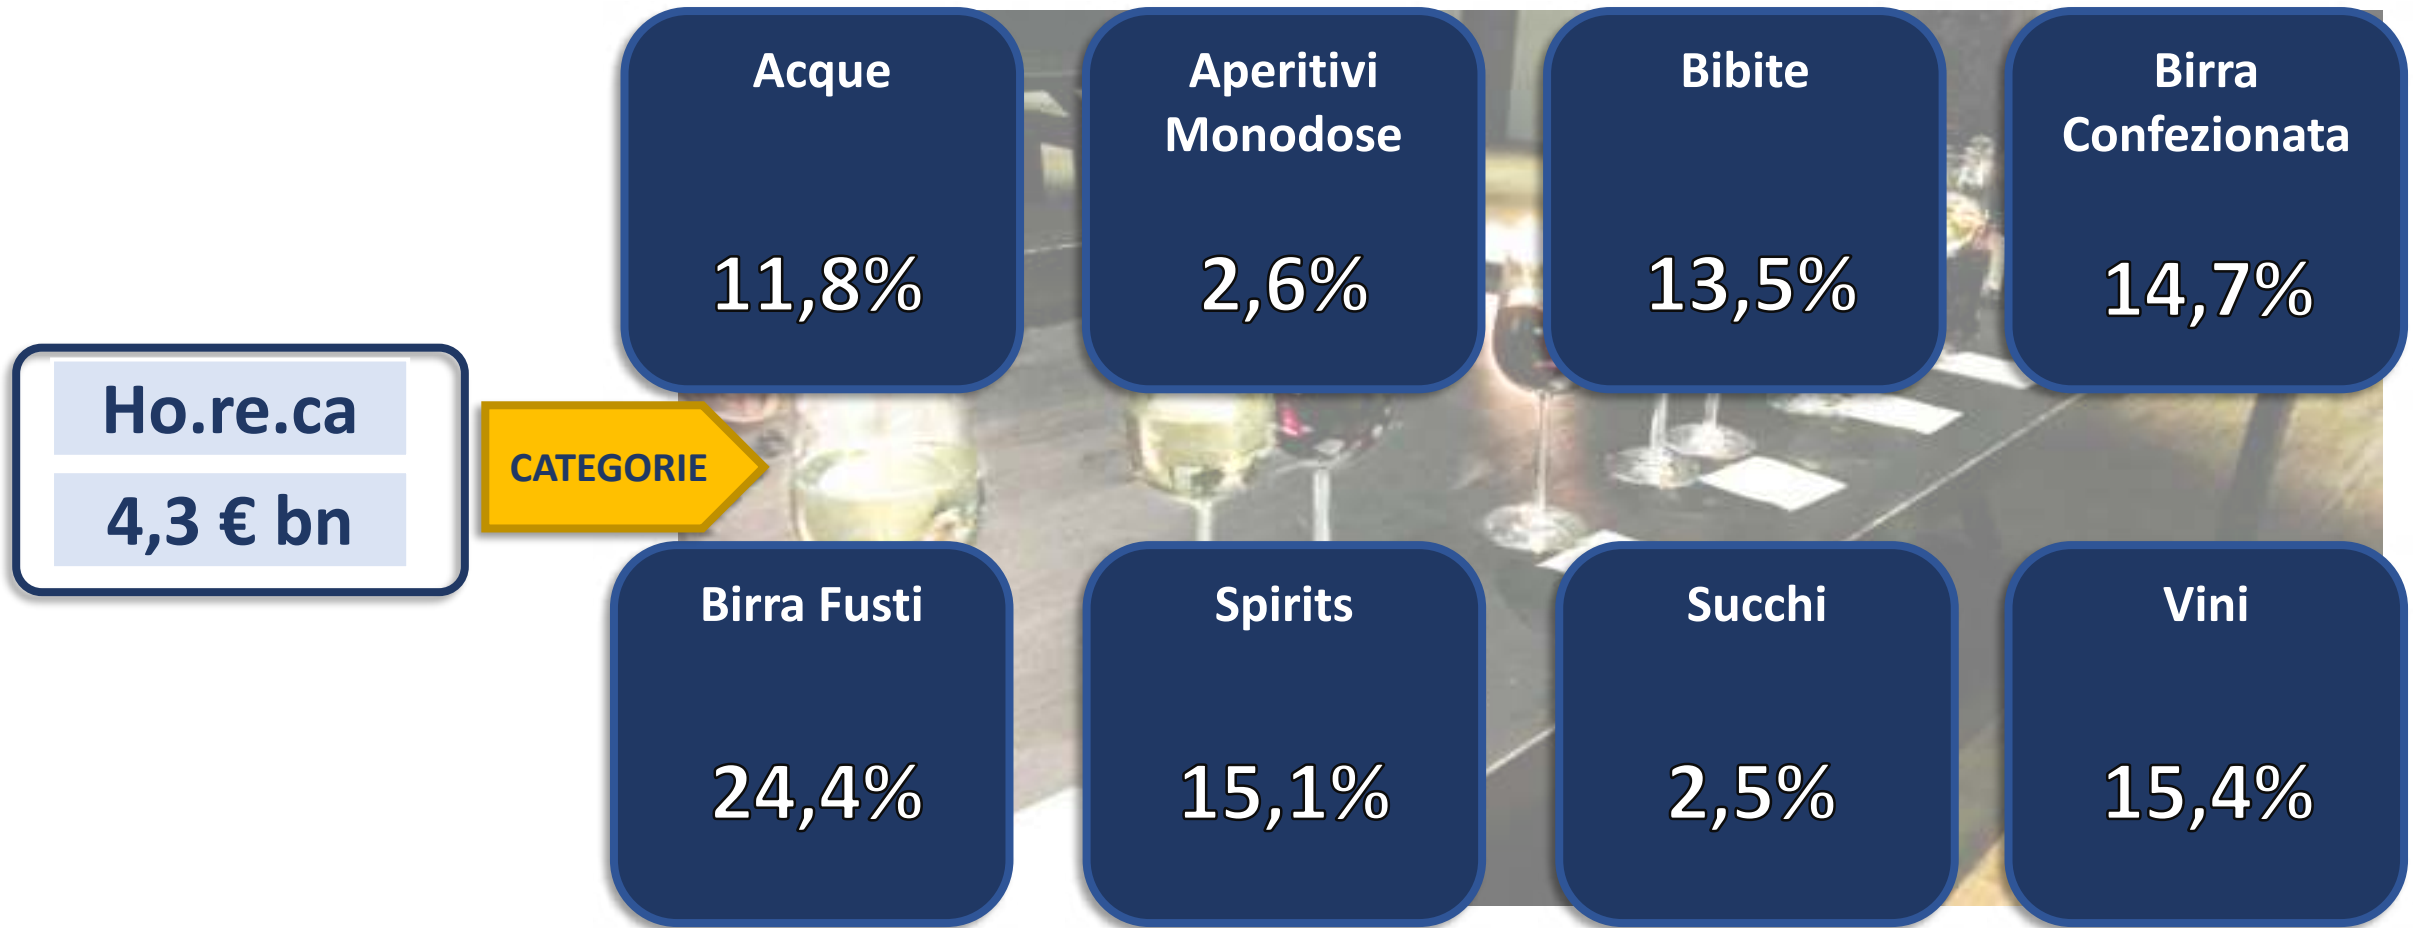 Acque
11,8%
Aperitivi
Monodose
2,6%
Bibite
13,5%
Birra
Confezionata
14,7%
Ho.re.ca
4,3 € bn
CATEGORIE
Birra Fusti
24,4%
Spirits
15,1%
Succhi
2,5%
Vini
15,4%